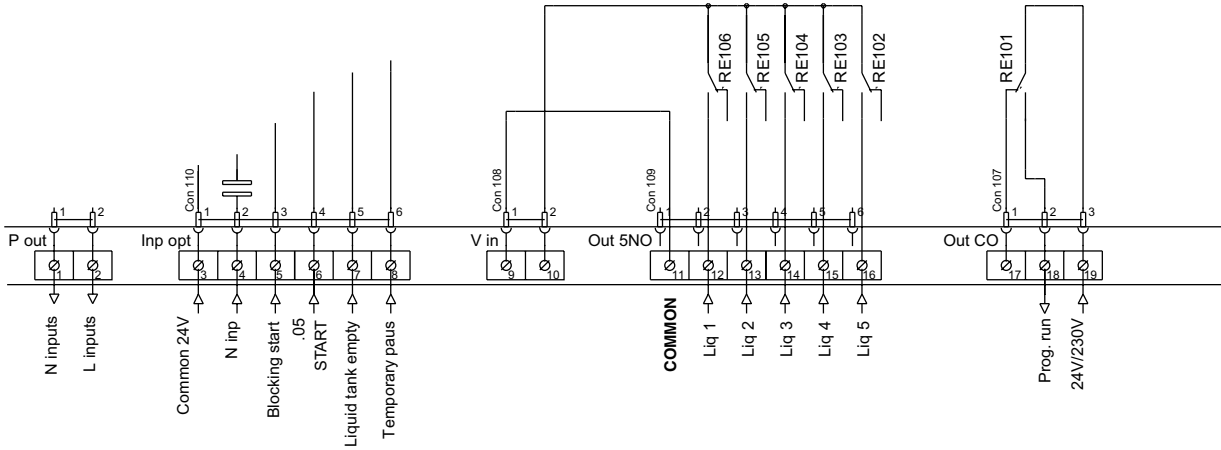 RE106
RE105
RE104
RE103
RE102
RE101
Con 110
Con 108
Con 109
Con 107
1 2
1 2 3 4 5 6
1 2
1 2 3 4 5 6
1 2 3
P out
Inp opt
V in
Out 5NO
Out CO
1 2
3 4 5 6 7 8
9 10
11 12 13 14 15 16
17 18 19
N inputs
L inputs
Common 24V
N inp
Blocking start
.05
START
Liquid tank empty
Temporary paus
COMMON
Liq 1
Liq 2
Liq 3
Liq 4
Liq 5
Prog. run
24V/230V